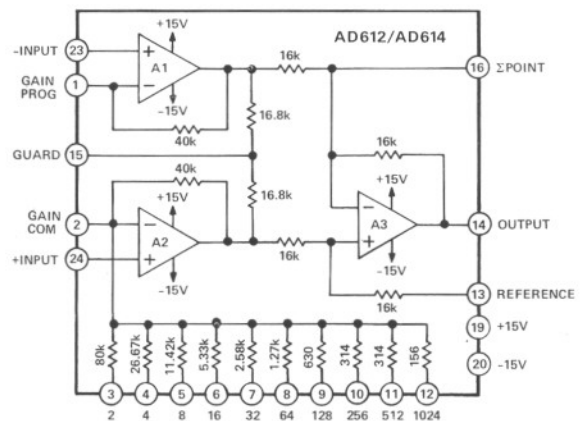 AD612/AD614
+15V
-INPUT 23
A1
16k
16 ΣPOINT
GAIN PROG 1
-15V
16.8k
40k
16k
GUARD 15
40k
16.8k
+15V
+15V
GAIN COM 2
A2
A3
14 OUTPUT
+INPUT 24
16k
-15V
-15V
13 REFERENCE
16k
19 +15V
20 -15V
80k 26.67k 11.42k 5.33k 2.58k 1.27k 630 314 314 156
3 4 5 6 7 8 9 10 11 12
2 4 8 16 32 64 128 256 512 1024